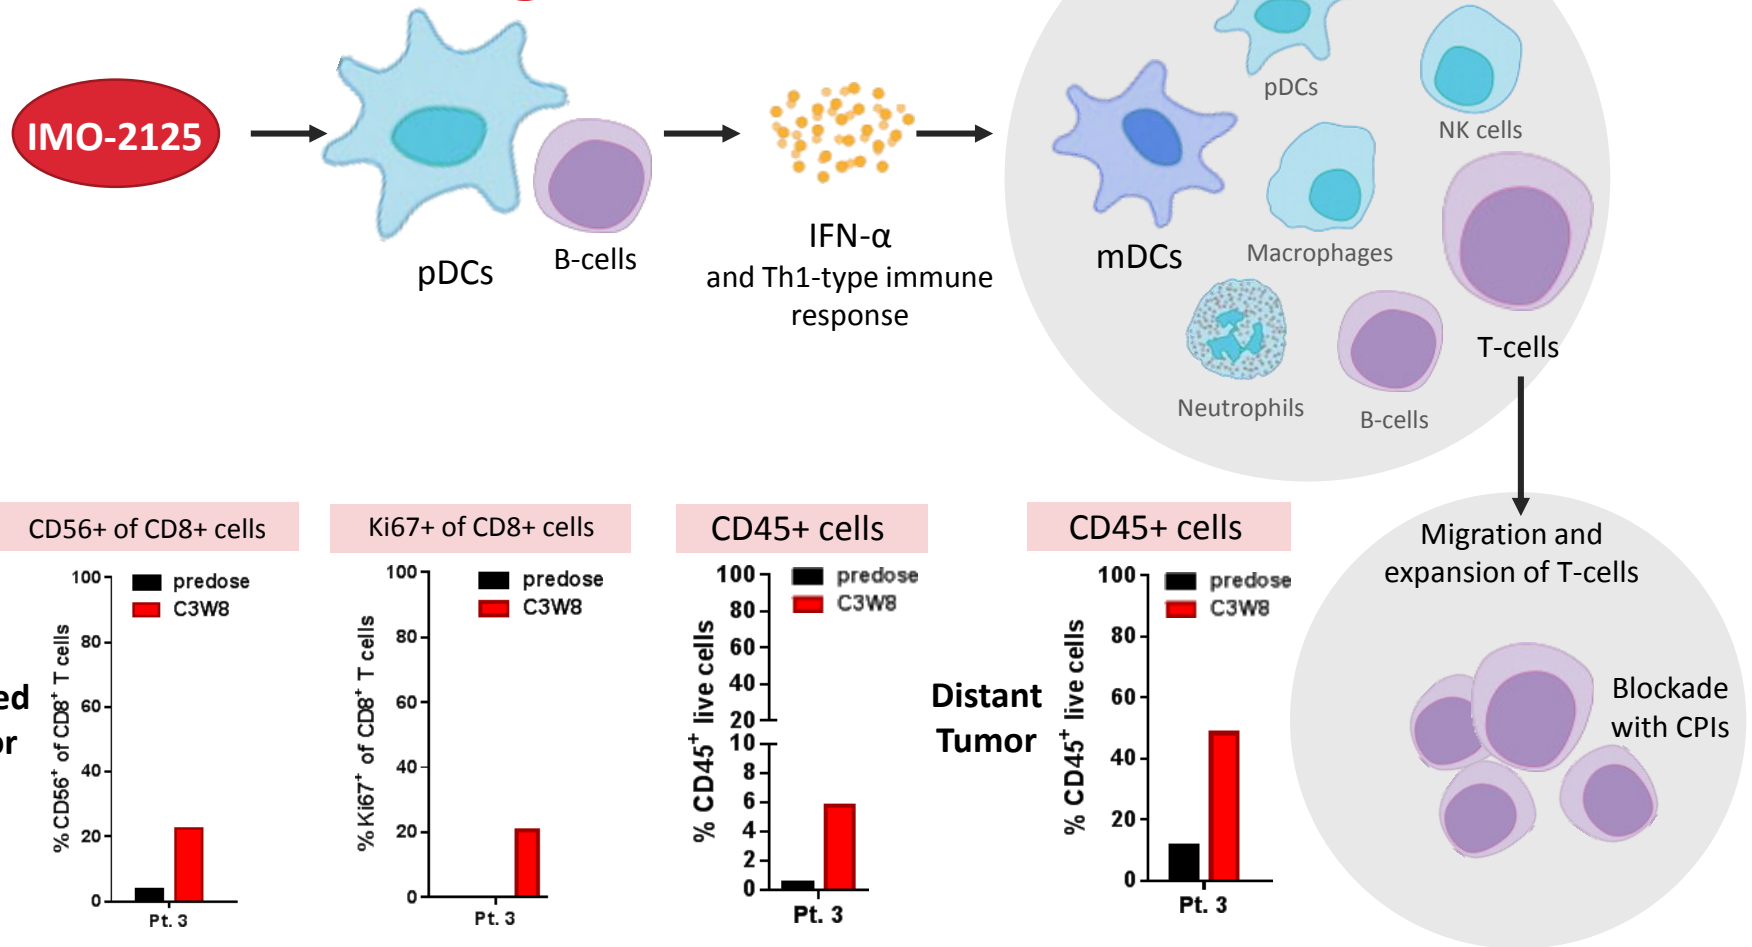 IMO-2125
pDCs
B-cells
IFN-α
and Th1-type immune
response
pDCs
NK cells
mDCs
Macrophages
T-cells
Neutrophils
B-cells
Migration and
expansion of T-cells
Blockade
with CPIs
CD56+ of CD8+ cells
predose
C3W8
% CD56+ of CD8+ T cells
100
80
60
40
20
0
Pt. 3
Ki67+ of CD8+ cells
predose
C3W8
% Ki67+ of CD8+ T cells
100
80
60
40
20
0
Pt. 3
CD45+ cells
predose
C3W8
% CD45+ live cells
100
80
60
40
20
10
8
6
4
2
0
Pt. 3
Distant
Tumor
CD45+ cells
predose
C3W8
% CD45+ live cells
100
80
60
40
20
0
Pt. 3